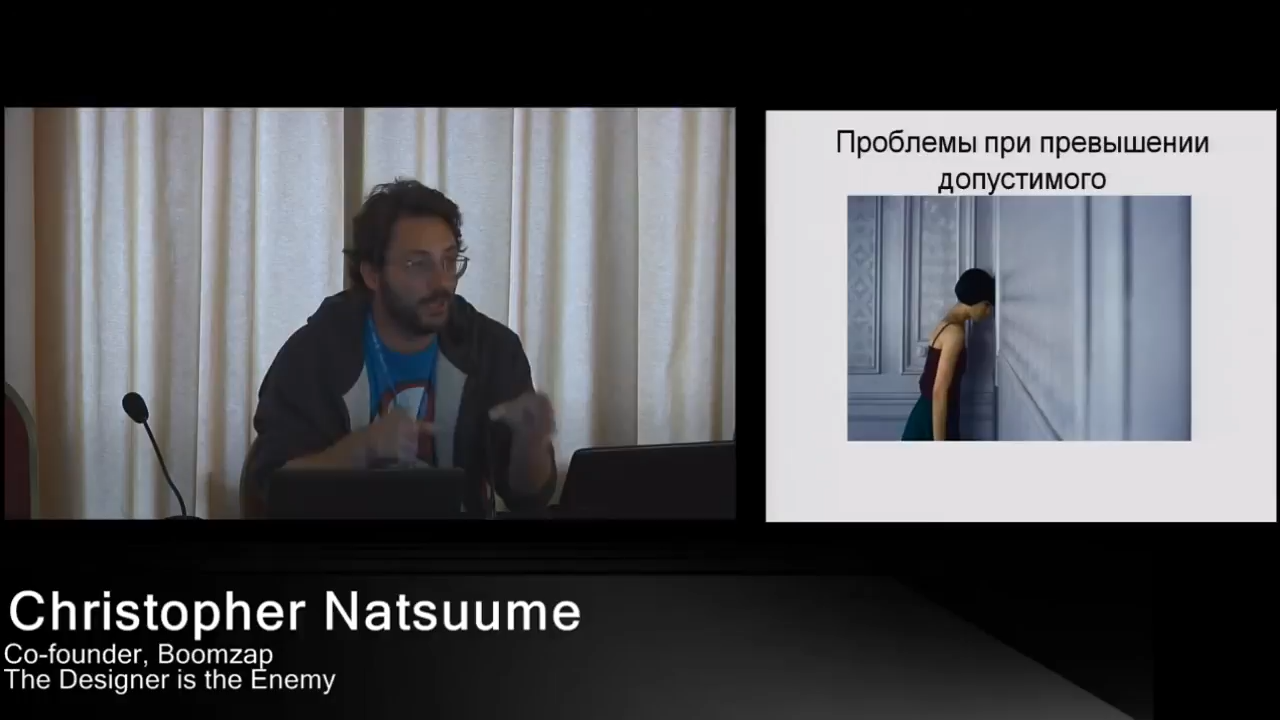 Проблемы при превышении
допустимого
Christopher Natsuume
Co-founder, Boomzap
The Designer is the Enemy